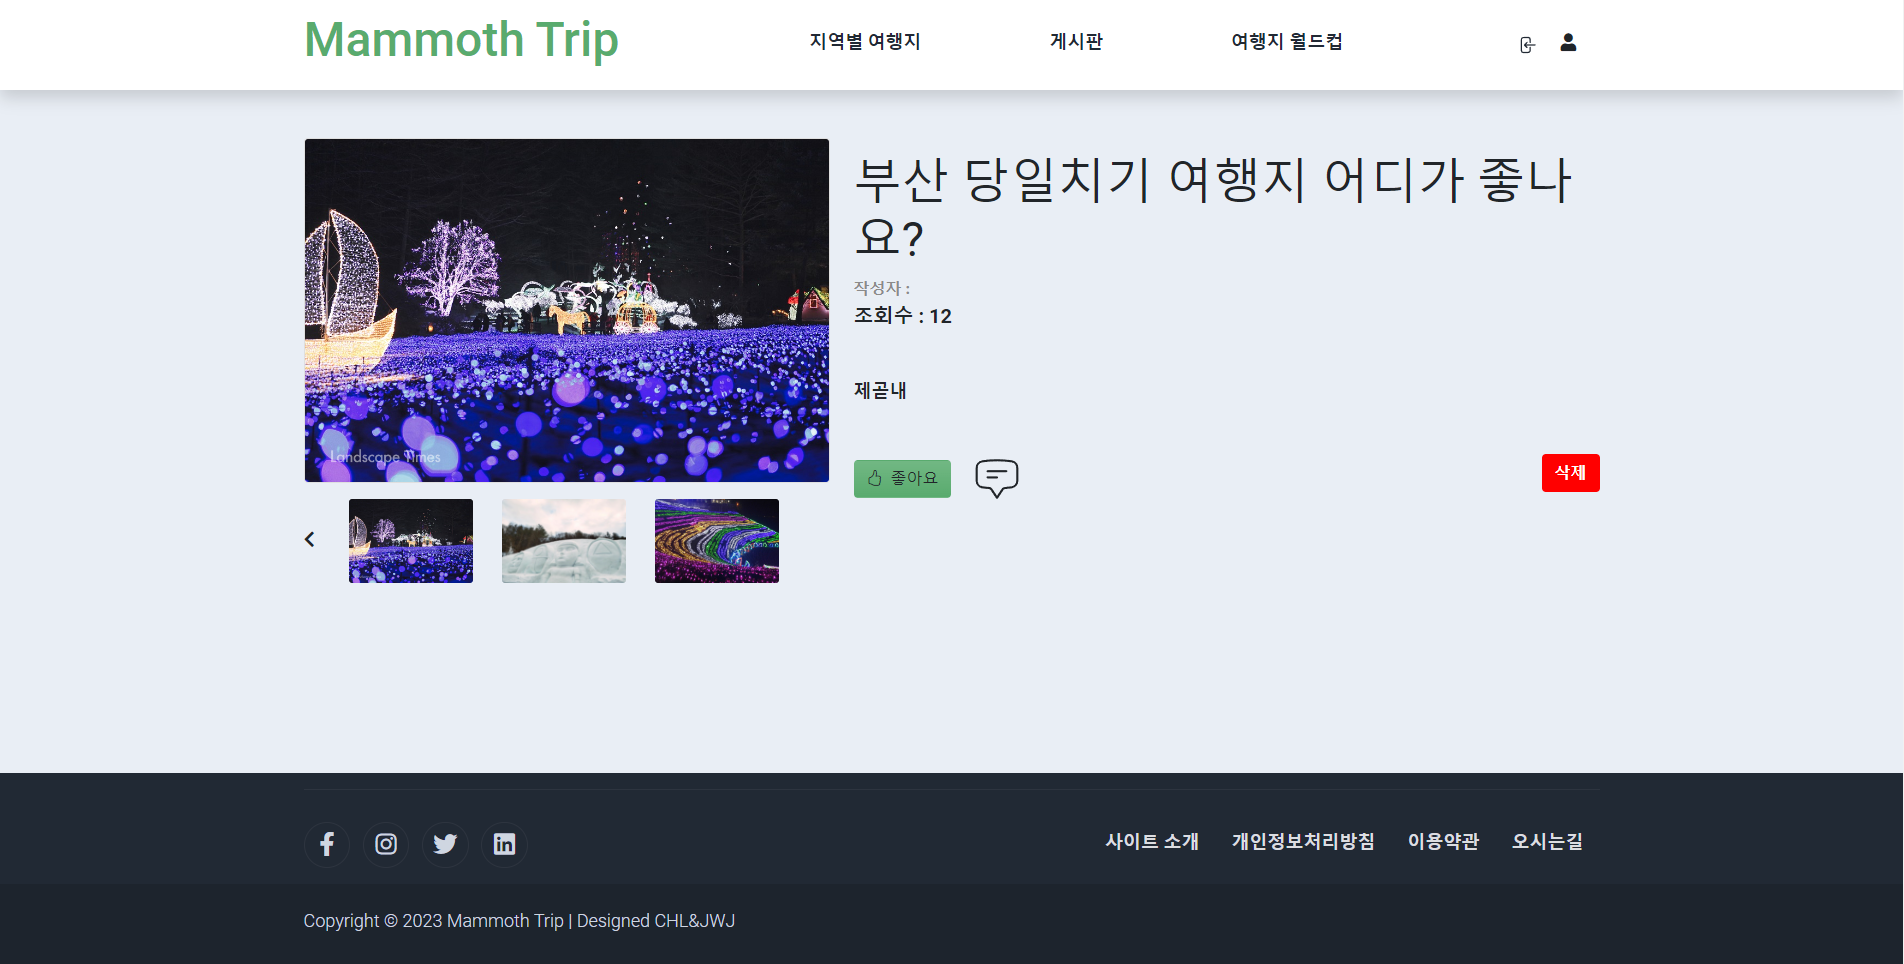 Mammoth Trip
지역별 여행지
게시판
여행지 월드컵
부산 당일치기 여행지 어디가 좋나
요?
작성자 :
조회수 : 12
제곧내
좋아요
삭제
Landscape Times
사이트 소개
개인정보처리방침
이용약관
오시는길
Copyright © 2023 Mammoth Trip | Designed CHL&JWJ